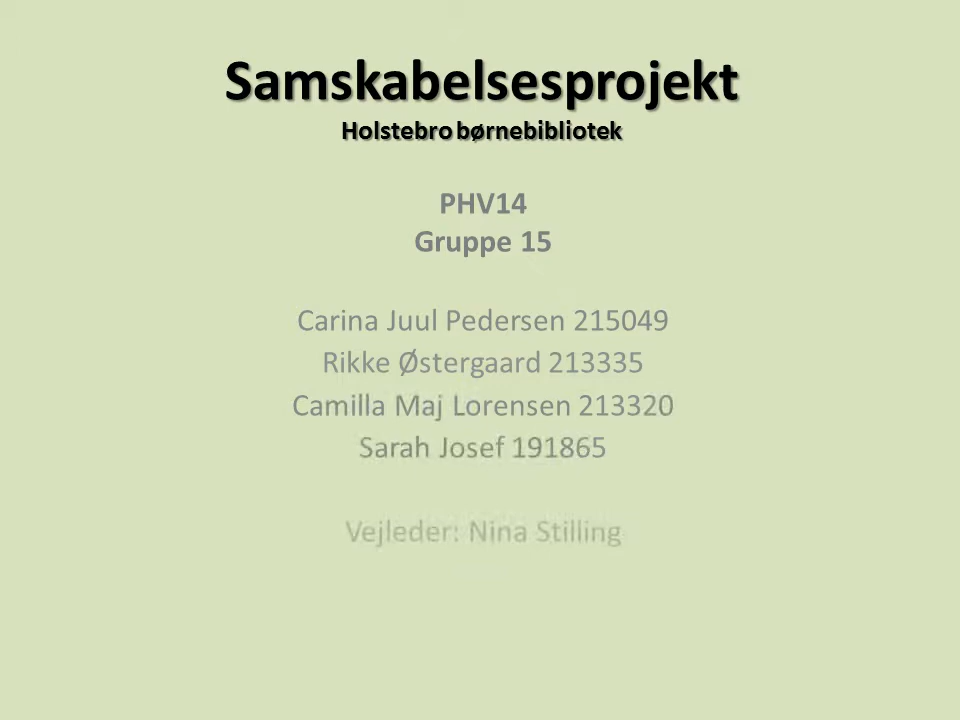 Samskabelsesprojekt
Holstebro børnebibliotek
PHV14
Gruppe 15
Carina Juul Pedersen 215049
Rikke Østergaard 213335
Camilla Maj Lorensen 213320
Sarah Josef 191865
Vejleder: Nina Stilling